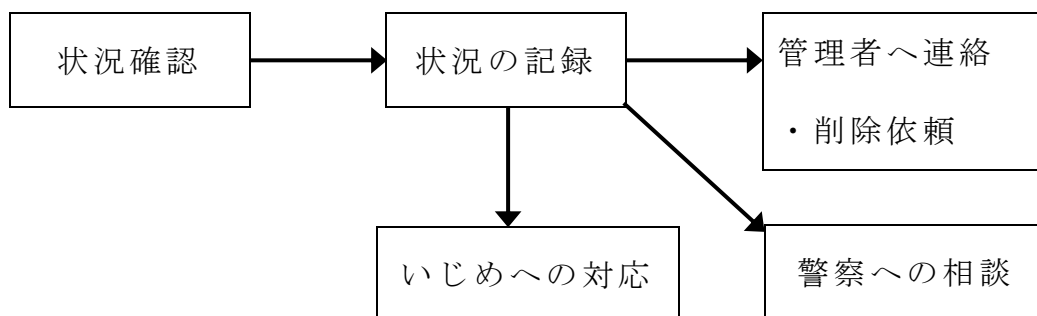 状況確認
状況の記録
管理者へ連絡
・削除依頼
いじめへの対応
警察への相談